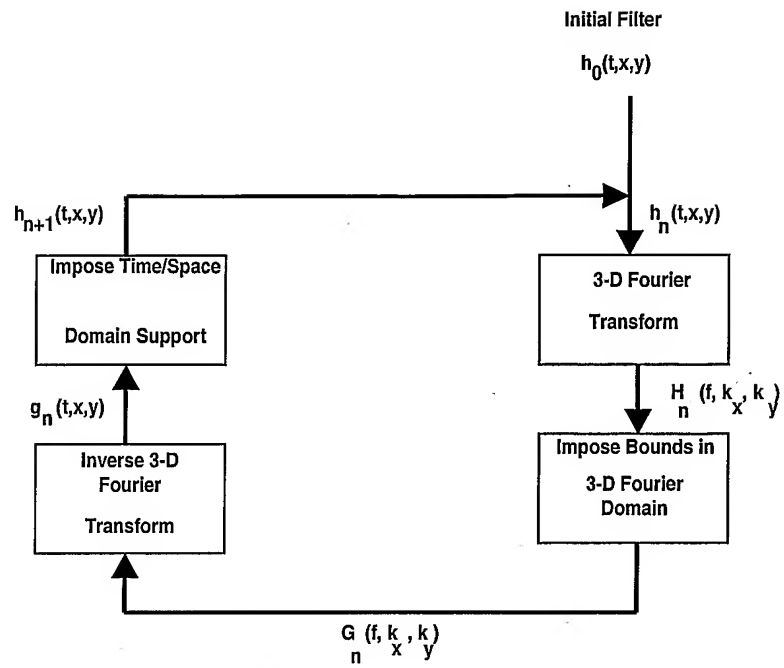 Initial Filter
h0(t,x,y)
hn+1(t,x,y)
hn(t,x,y)
Impose Time/Space
Domain Support
3-D Fourier
Transform
gn(t,x,y)
Hn(f, kx, ky)
Inverse 3-D
Fourier
Transform
Impose Bounds in
3-D Fourier
Domain
Gn(f, kx, ky)